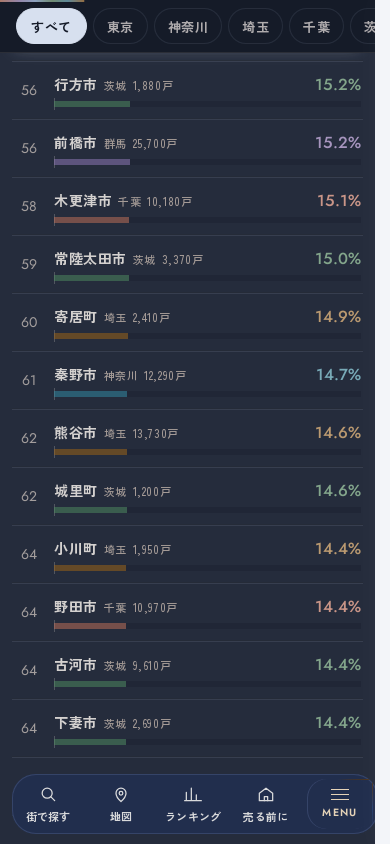 すべて 東京 神奈川 埼玉 千葉 茨
56 行方市 茨城 1,880戸 15.2%
56 前橋市 群馬 25,700戸 15.2%
58 木更津市 千葉 10,180戸 15.1%
59 常陸太田市 茨城 3,370戸 15.0%
60 寄居町 埼玉 2,410戸 14.9%
61 秦野市 神奈川 12,290戸 14.7%
62 熊谷市 埼玉 13,730戸 14.6%
62 城里町 茨城 1,200戸 14.6%
64 小川町 埼玉 1,950戸 14.4%
64 野田市 千葉 10,970戸 14.4%
64 古河市 茨城 9,610戸 14.4%
64 下妻市 茨城 2,690戸 14.4%
街で探す 地図 ランキング 売る前に MENU